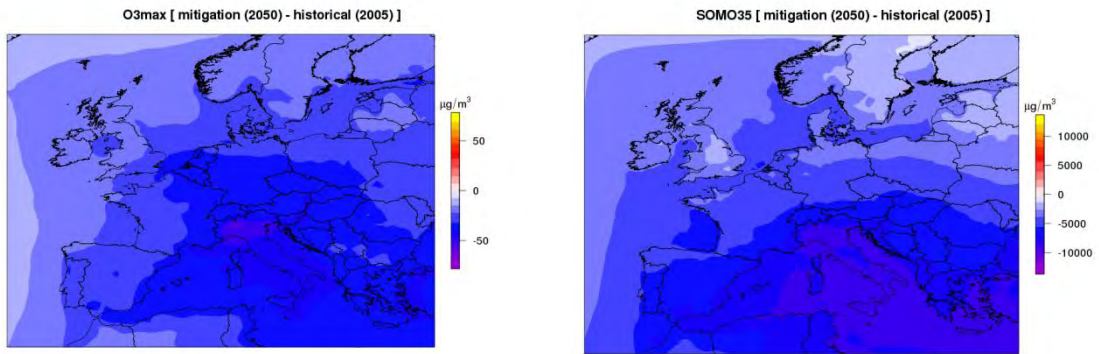 O3max [ mitigation (2050) - historical (2005) ]
µg/m³
50
0
-50
SOMO35 [ mitigation (2050) - historical (2005) ]
µg/m³
10000
5000
0
-5000
-10000